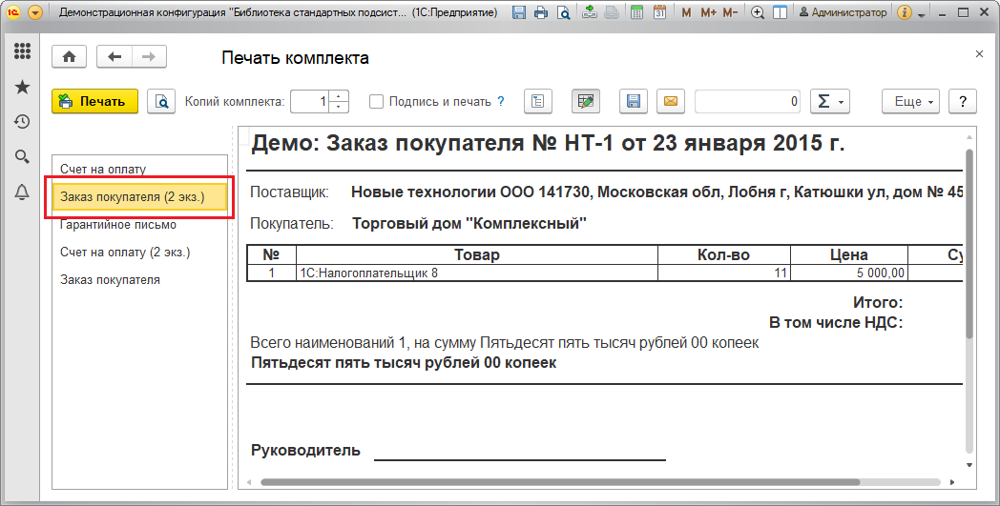 Демонстрационная конфигурация "Библиотека стандартных подсист... (1С:Предприятие)
M M+ M- Администратор
Печать комплекта
Печать Копий комплекта: 1 Подпись и печать ? 0 Σ Еще ?
Счет на оплату
Заказ покупателя (2 экз.)
Гарантийное письмо
Счет на оплату (2 экз.)
Заказ покупателя
Демо: Заказ покупателя № НТ-1 от 23 января 2015 г.
Поставщик: Новые технологии ООО 141730, Московская обл, Лобня г, Катюшки ул, дом № 45
Покупатель: Торговый дом "Комплексный"
№ Товар Кол-во Цена Су
1 1С:Налогоплательщик 8 11 5 000,00
Итого:
В том числе НДС:
Всего наименований 1, на сумму Пятьдесят пять тысяч рублей 00 копеек
Пятьдесят пять тысяч рублей 00 копеек
Руководитель